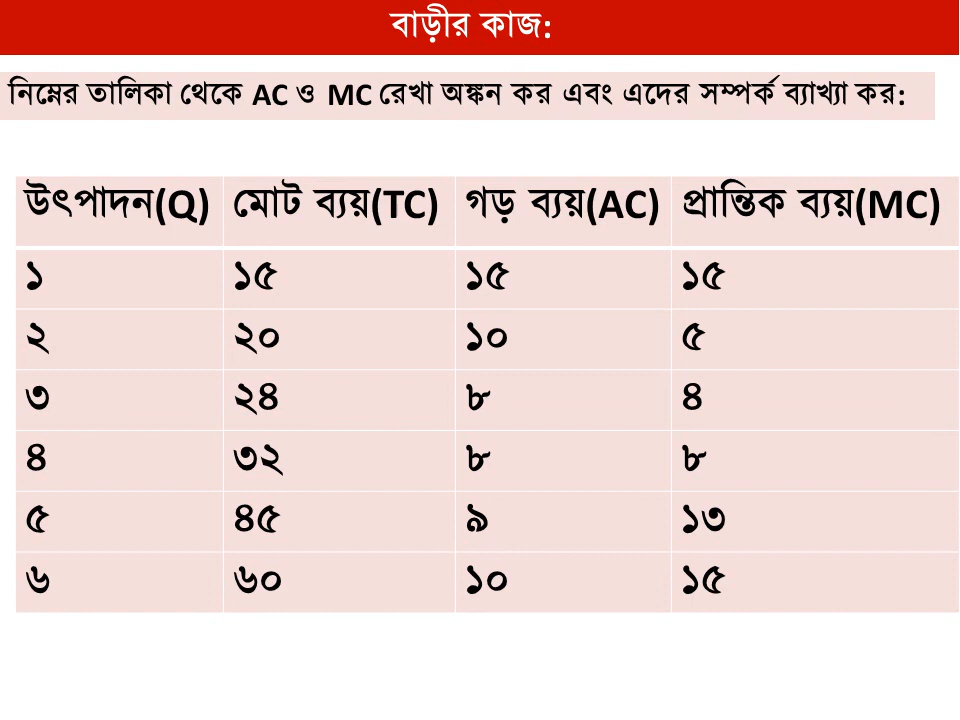 বাড়ীর কাজ:
নিম্নের তালিকা থেকে AC ও MC রেখা অঙ্কন কর এবং এদের সম্পর্ক ব্যাখ্যা কর:
উৎপাদন(Q) মোট ব্যয়(TC) গড় ব্যয়(AC) প্রান্তিক ব্যয়(MC)
১ ১৫ ১৫ ১৫
২ ২০ ১০ ৫
৩ ২৪ ৮ ৪
৪ ৩২ ৮ ৮
৫ ৪৫ ৯ ১৩
৬ ৬০ ১০ ১৫